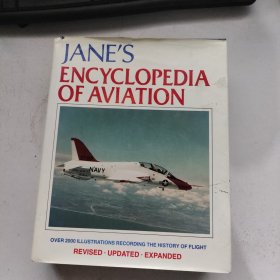 JANE'S
ENCYCLOPEDIA
OF AVIATION
NAVY
OVER 2000 ILLUSTRATIONS RECORDING THE HISTORY OF FLIGHT
REVISED · UPDATED · EXPANDED